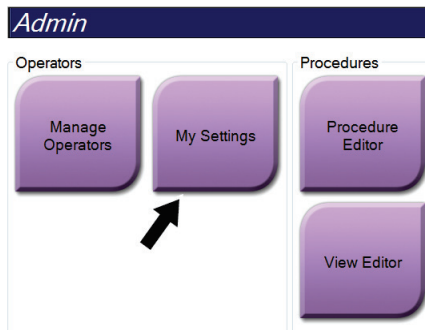 Admin
Operators
Procedures
Manage
Operators
My Settings
Procedure
Editor
View Editor